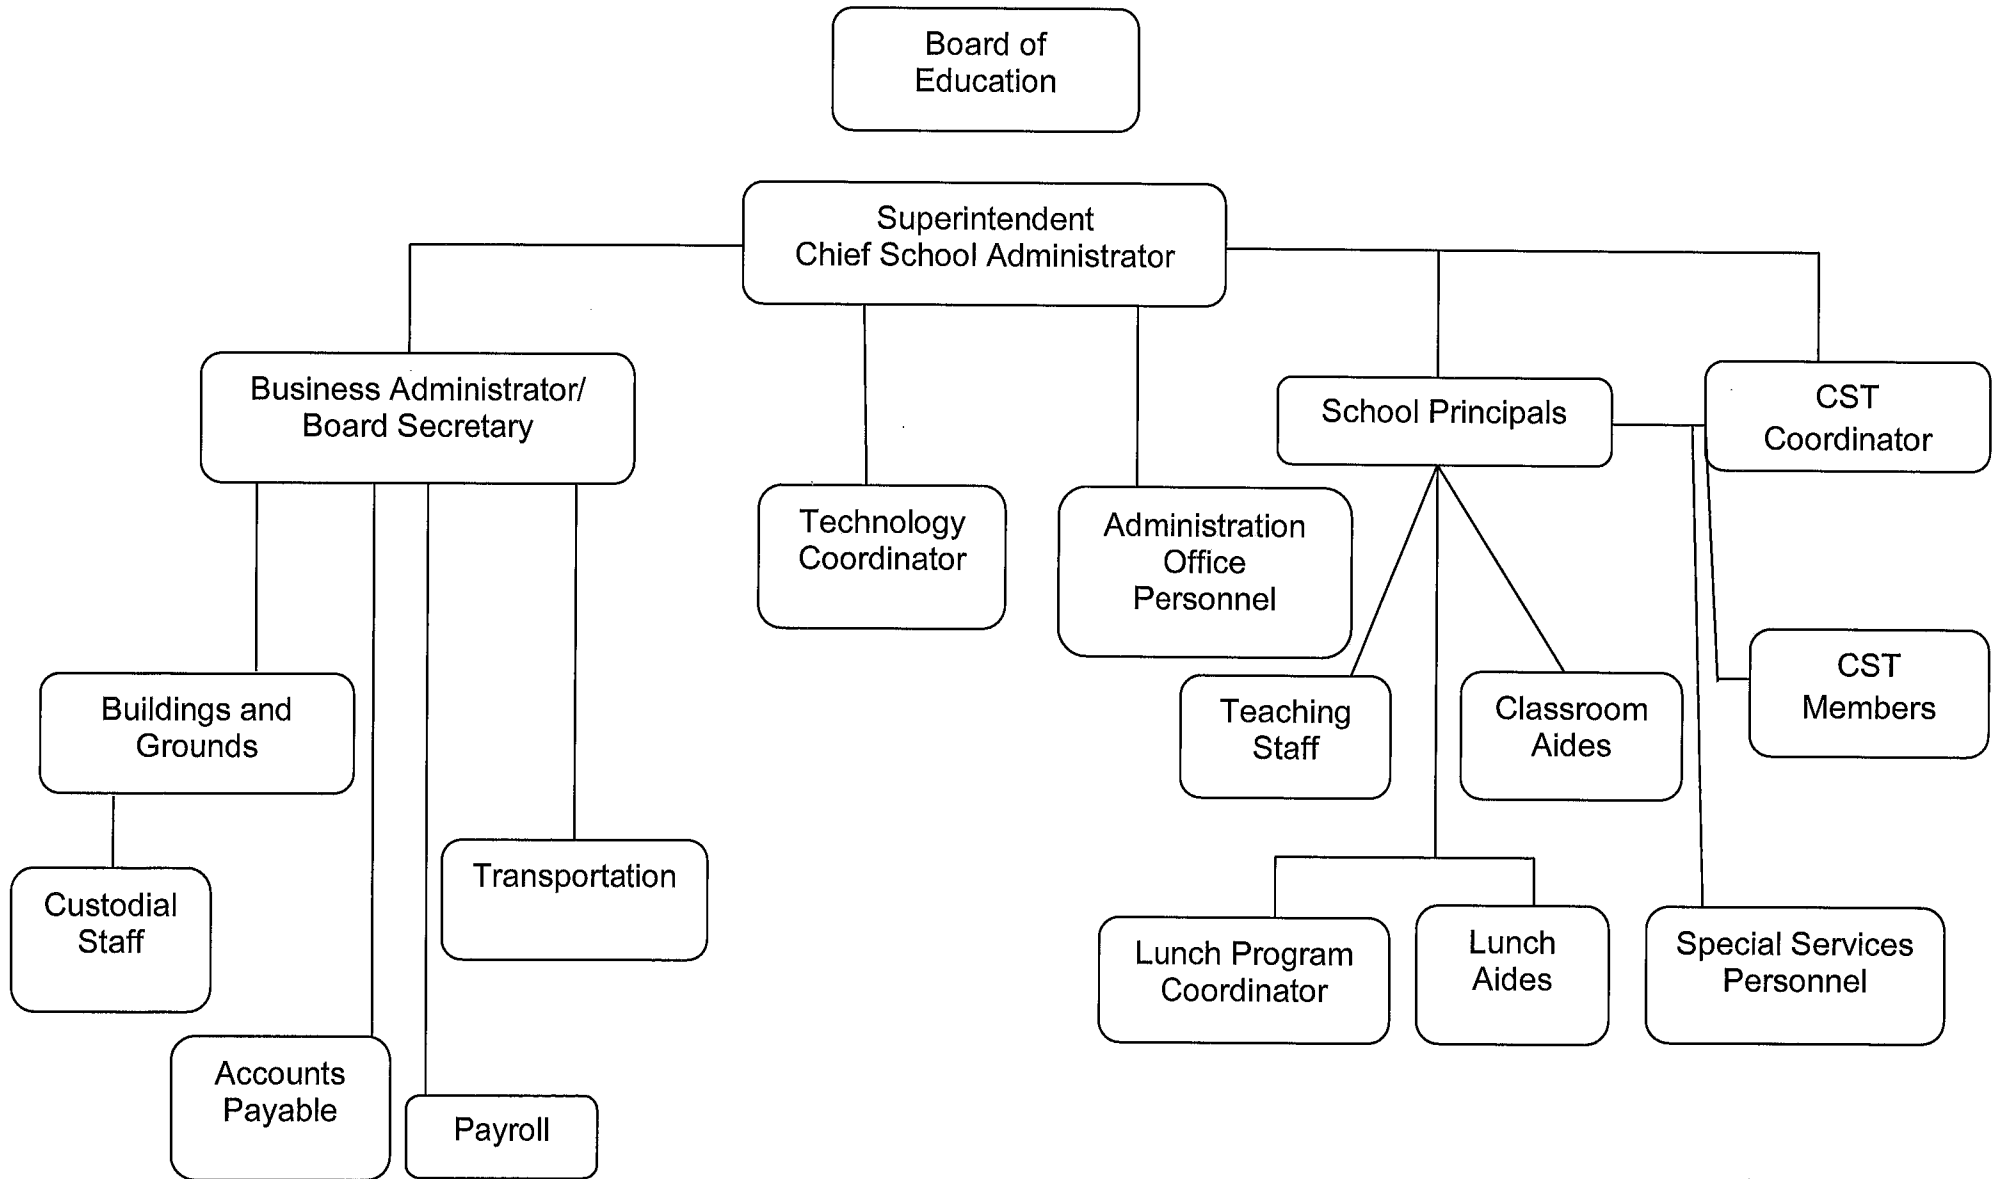 Board of
Education
Superintendent
Chief School Administrator
Business Administrator/
Board Secretary
School Principals
CST
Coordinator
Technology
Coordinator
Administration
Office
Personnel
Buildings and
Grounds
Teaching
Staff
Classroom
Aides
CST
Members
Custodial
Staff
Transportation
Lunch Program
Coordinator
Lunch
Aides
Special Services
Personnel
Accounts
Payable
Payroll